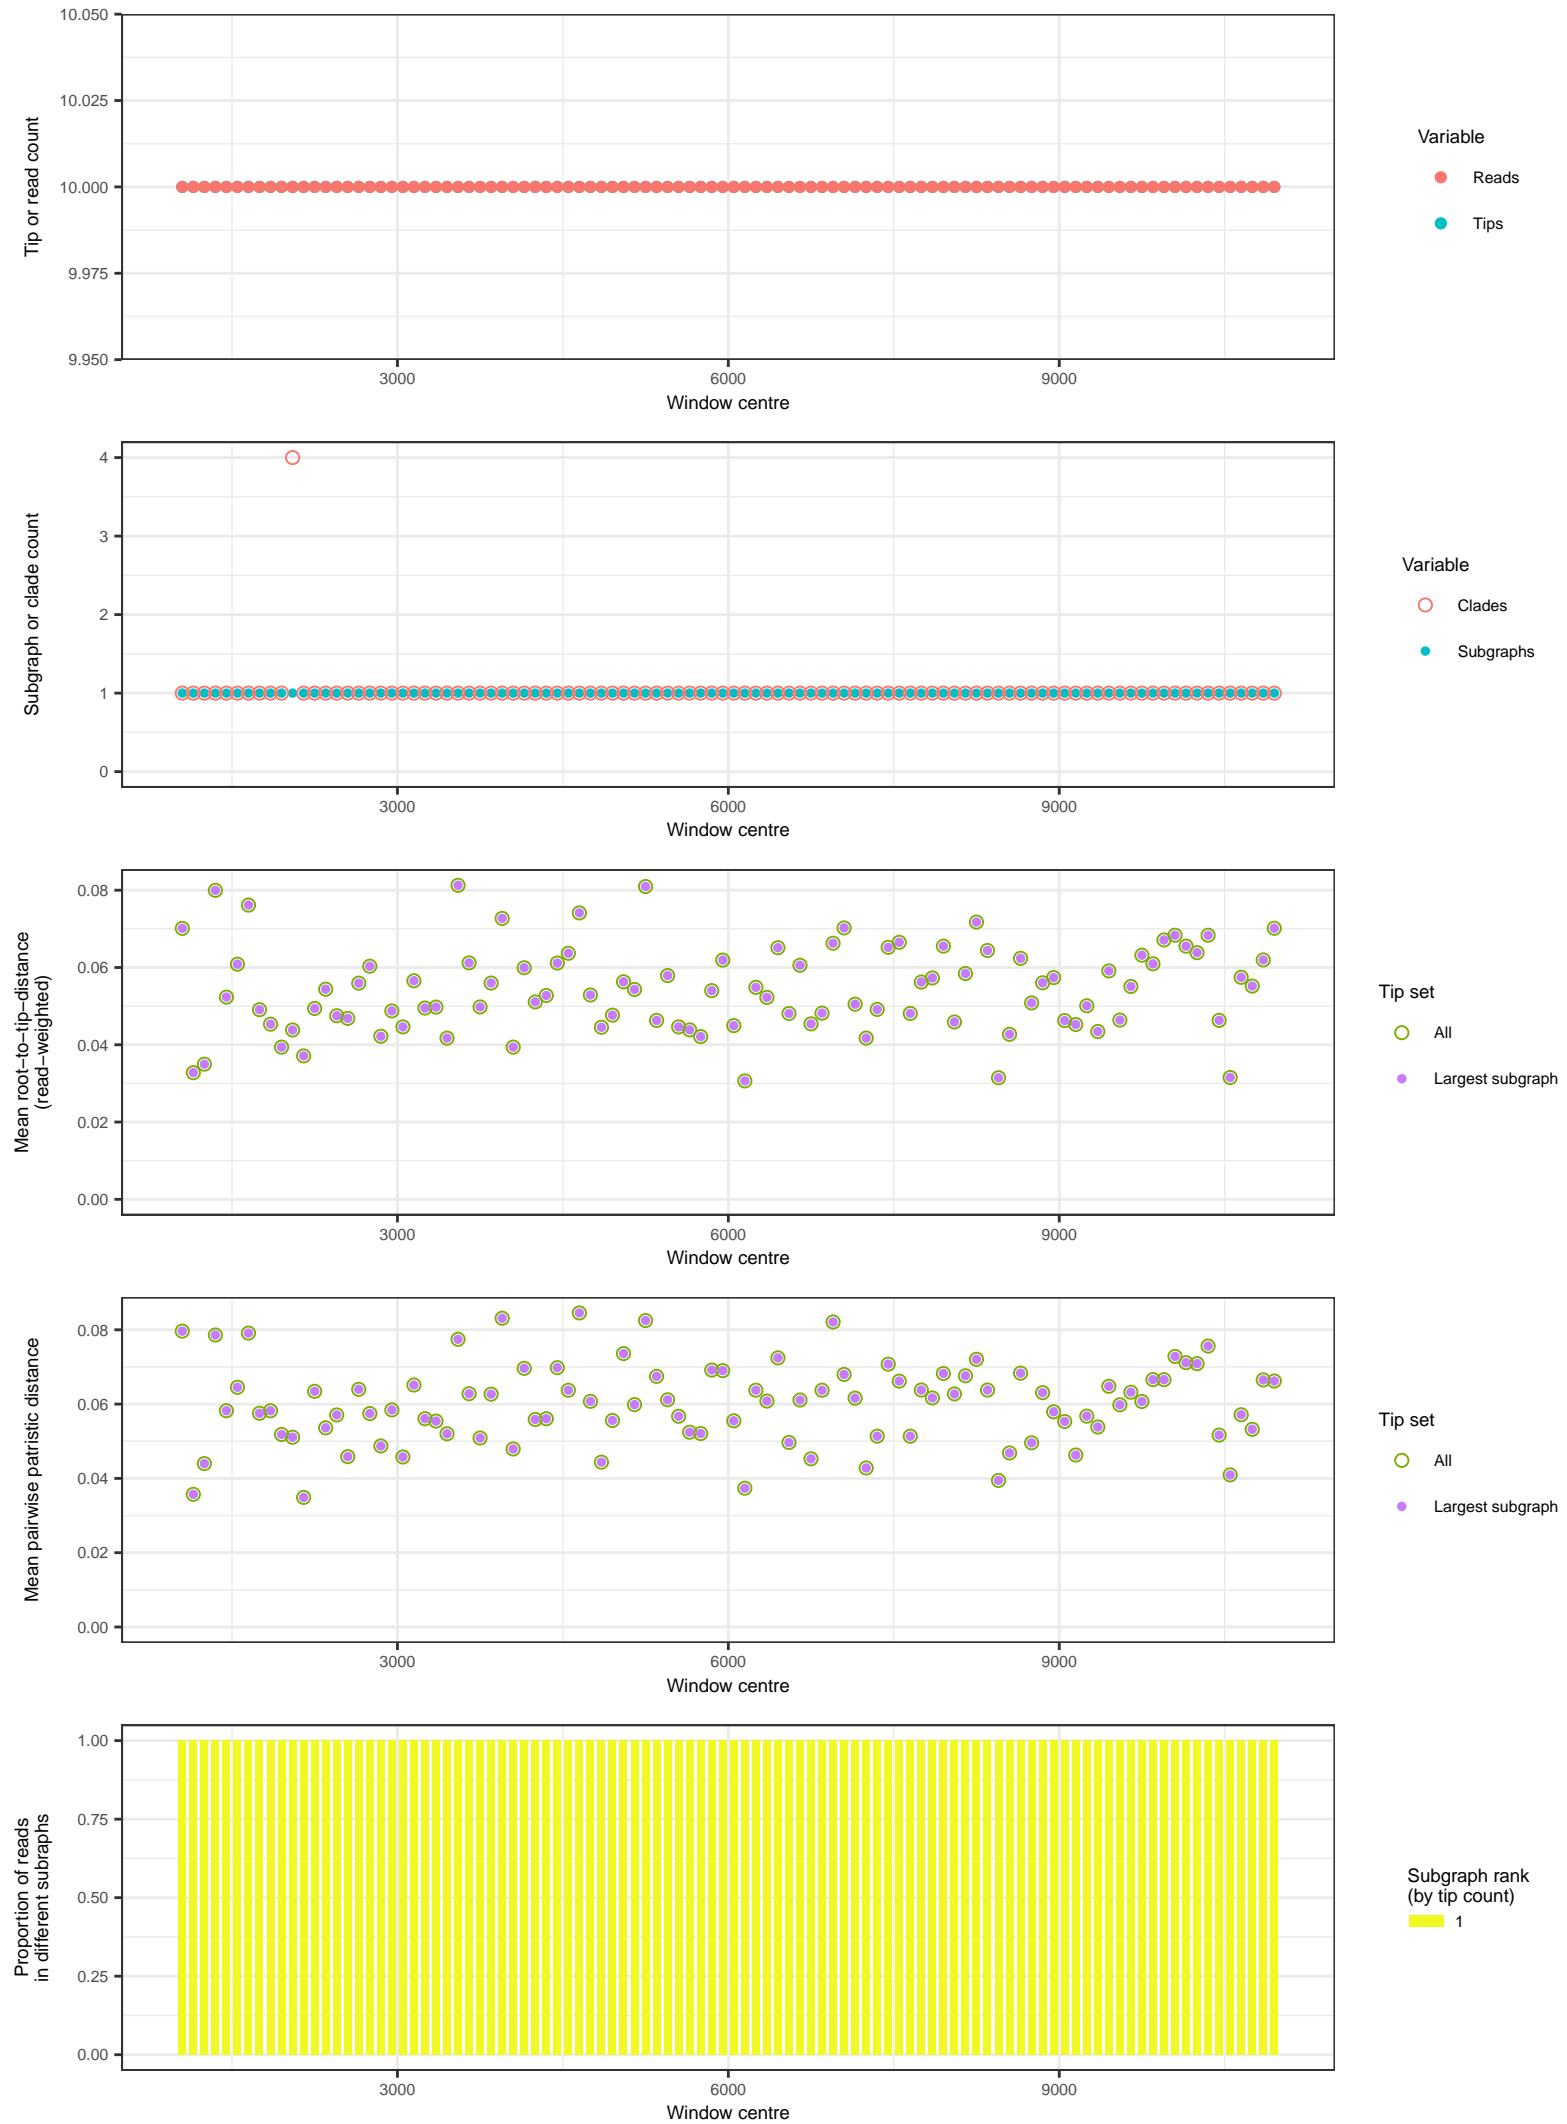 10.050
10.025
10.000
9.975
9.950
Tip or read count
3000 6000 9000
Window centre
Variable
Reads
Tips
4
3
2
1
0
Subgraph or clade count
3000 6000 9000
Window centre
Variable
Clades
Subgraphs
0.08
0.06
0.04
0.02
0.00
Mean root−to−tip−distance
(read−weighted)
3000 6000 9000
Window centre
Tip set
All
Largest subgraph
0.08
0.06
0.04
0.02
0.00
Mean pairwise patristic distance
3000 6000 9000
Window centre
Tip set
All
Largest subgraph
1.00
0.75
0.50
0.25
0.00
Proportion of reads
in different subraphs
3000 6000 9000
Window centre
Subgraph rank
(by tip count)
1